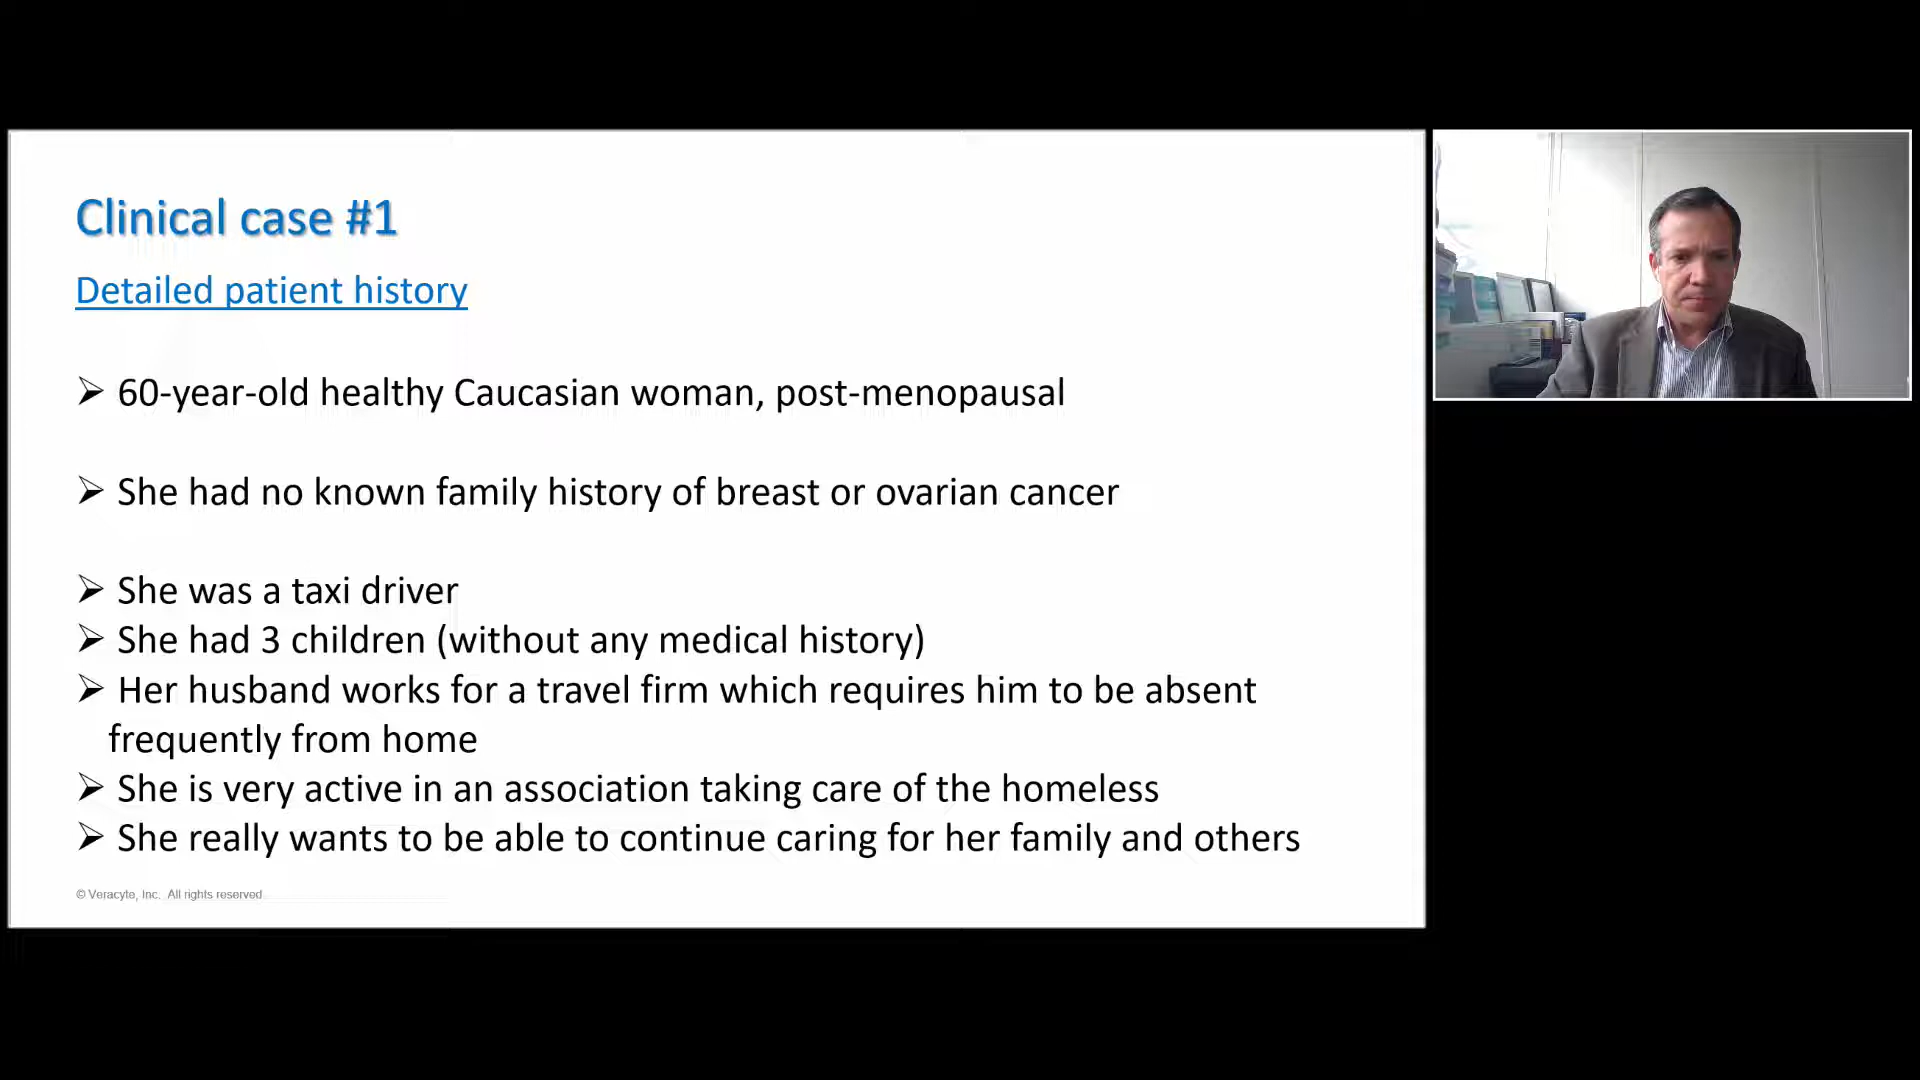 Clinical case #1
Detailed patient history
➢ 60-year-old healthy Caucasian woman, post-menopausal
➢ She had no known family history of breast or ovarian cancer
➢ She was a taxi driver
➢ She had 3 children (without any medical history)
➢ Her husband works for a travel firm which requires him to be absent
frequently from home
➢ She is very active in an association taking care of the homeless
➢ She really wants to be able to continue caring for her family and others
© Veracyte, Inc. All rights reserved